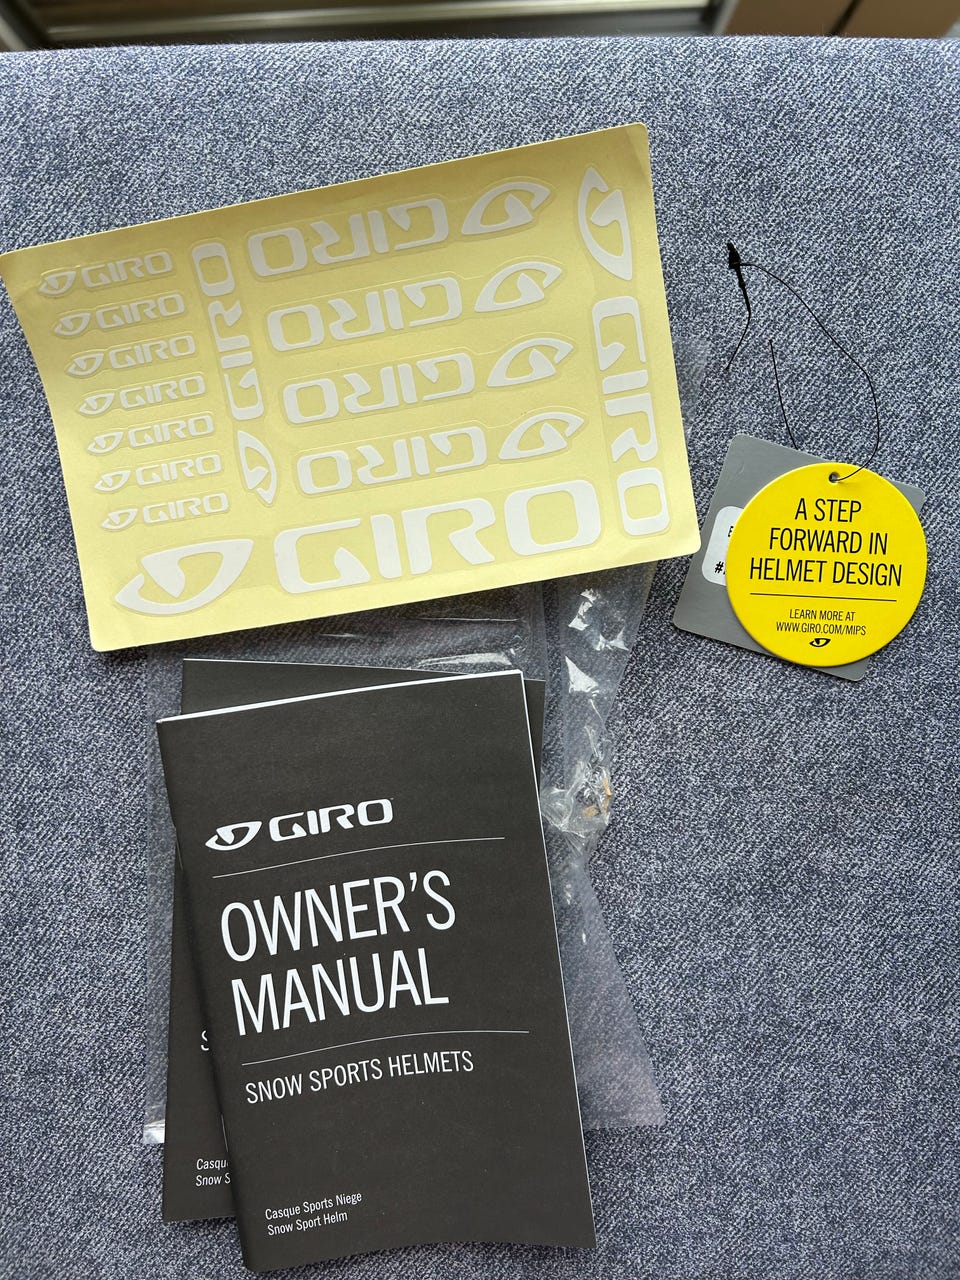 GIRO
GIRO
GIRO
GIRO
GIRO
GIRO
GIRO
GIRO
GIRO
GIRO
GIRO
GIRO
GIRO
GIRO
A STEP
FORWARD IN
HELMET DESIGN
LEARN MORE AT
WWW.GIRO.COM/MIPS
GIRO
OWNER'S
MANUAL
SNOW SPORTS HELMETS
Casque Sports Niege
Snow Sport Helm